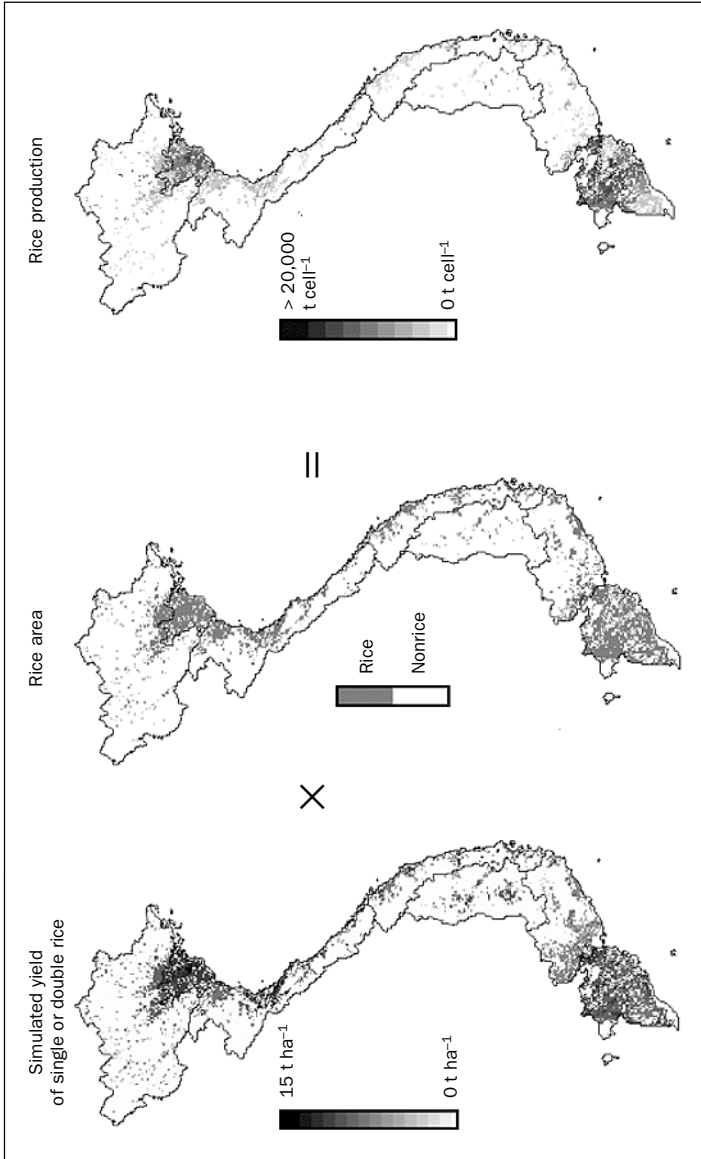 Rice production
> 20,000
t cell⁻¹
0 t cell⁻¹
=
Rice area
Rice
Nonrice
×
Simulated yield
of single or double rice
15 t ha⁻¹
0 t ha⁻¹